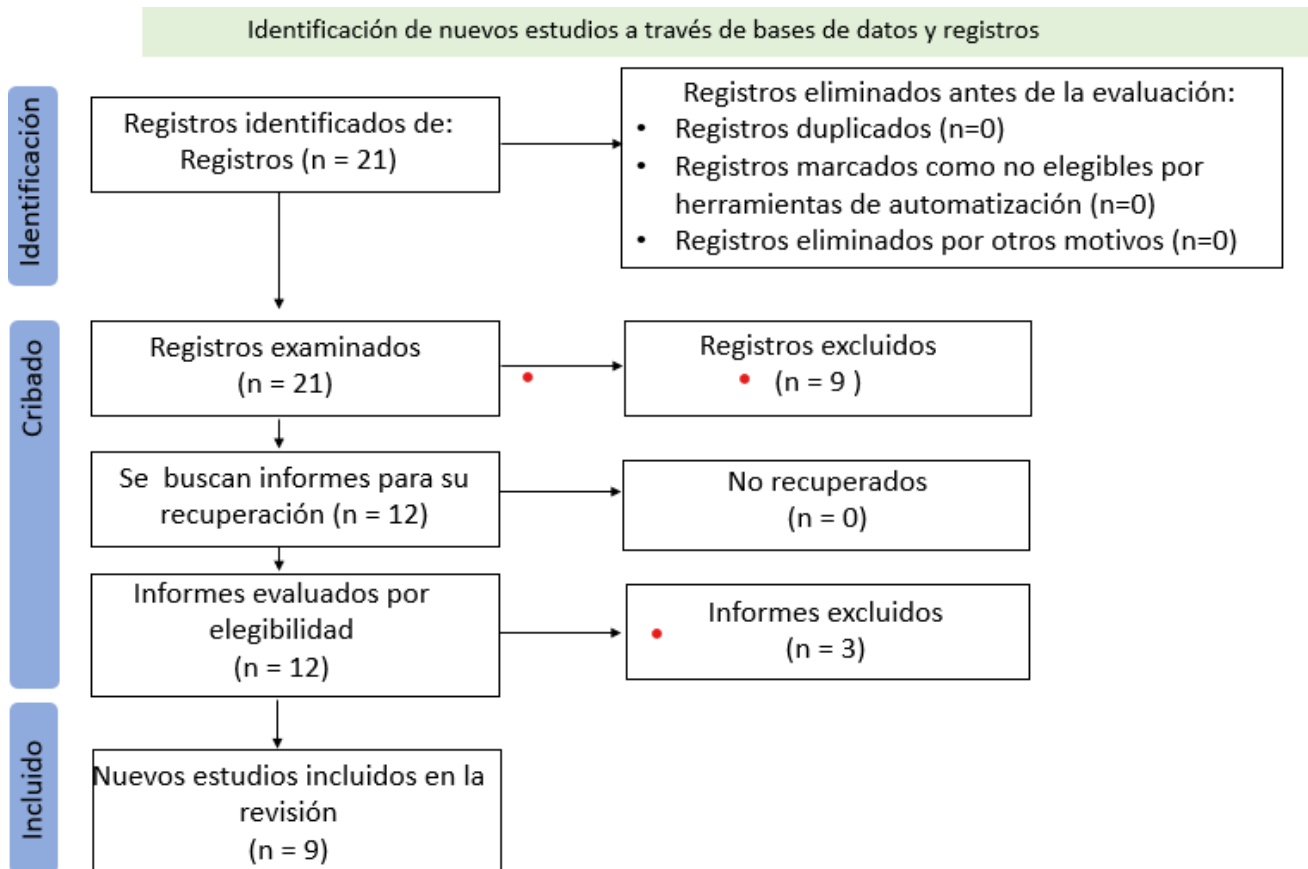 Identificación de nuevos estudios a través de bases de datos y registros
Identificación
Registros identificados de:
Registros (n = 21)
Registros eliminados antes de la evaluación:
• Registros duplicados (n=0)
• Registros marcados como no elegibles por
herramientas de automatización (n=0)
• Registros eliminados por otros motivos (n=0)
Cribado
Registros examinados
(n = 21)
Registros excluidos
(n = 9 )
Se buscan informes para su
recuperación (n = 12)
No recuperados
(n = 0)
Informes evaluados por
elegibilidad
(n = 12)
Informes excluidos
(n = 3)
Incluido
Nuevos estudios incluidos en la
revisión
(n = 9)